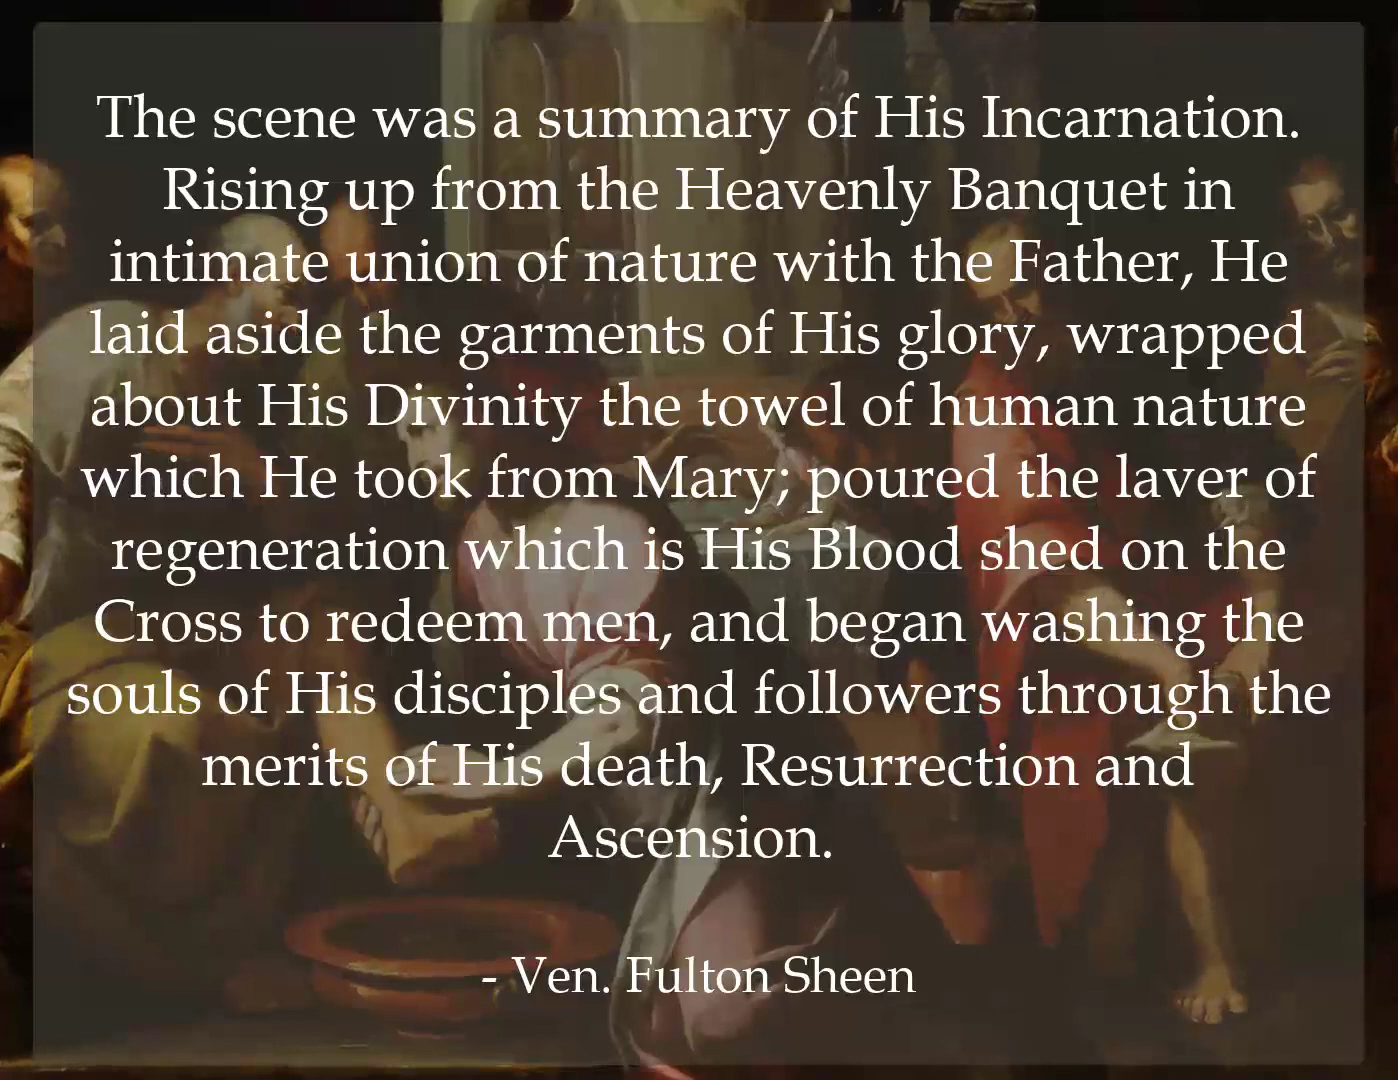 The scene was a summary of His Incarnation.
Rising up from the Heavenly Banquet in
intimate union of nature with the Father, He
laid aside the garments of His glory, wrapped
about His Divinity the towel of human nature
which He took from Mary; poured the laver of
regeneration which is His Blood shed on the
Cross to redeem men, and began washing the
souls of His disciples and followers through the
merits of His death, Resurrection and
Ascension.
- Ven. Fulton Sheen